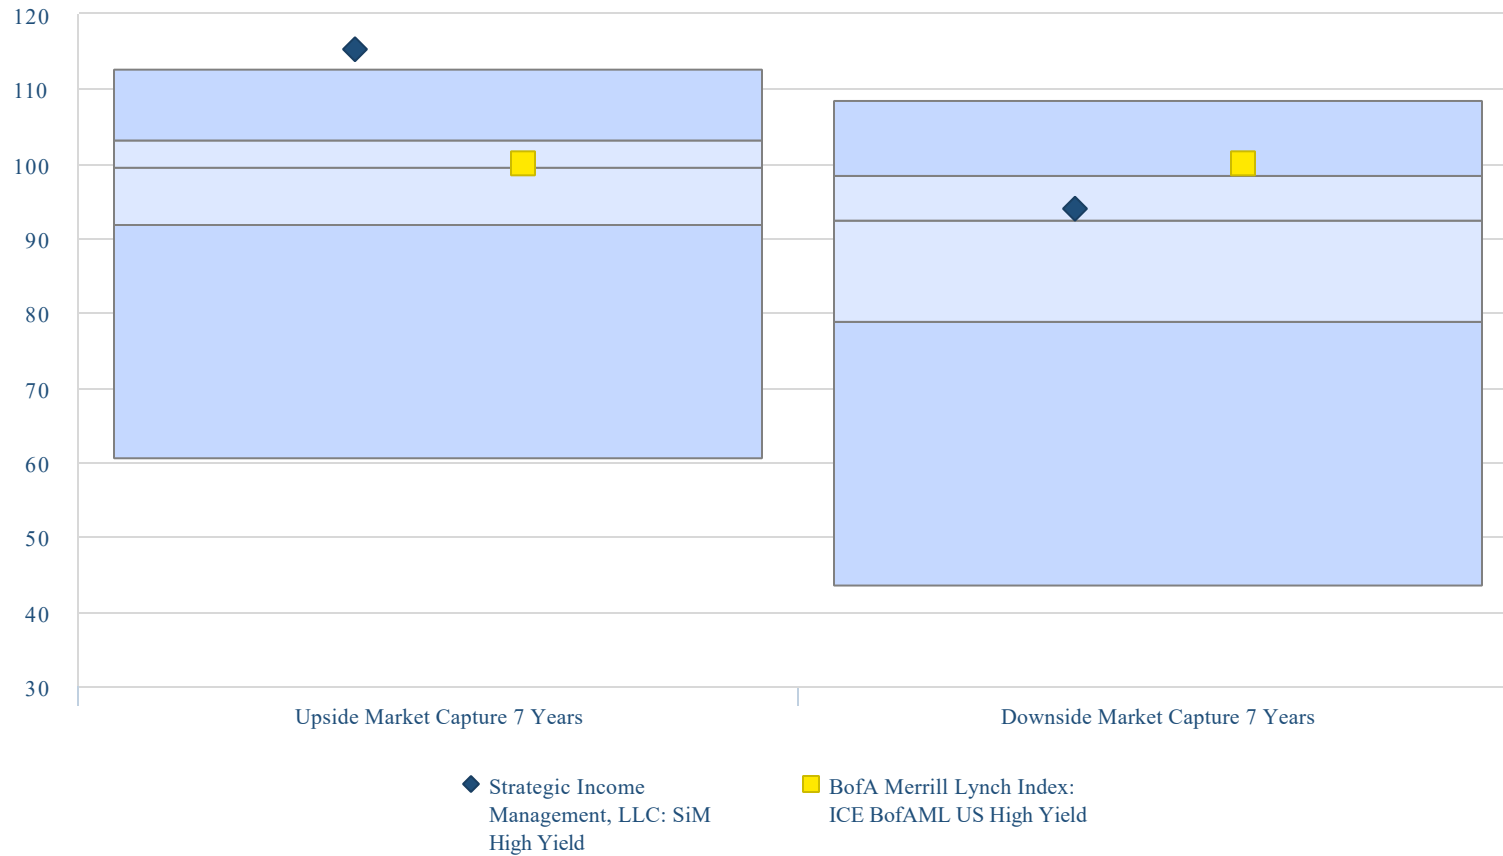 120
110
100
90
80
70
60
50
40
30
Upside Market Capture 7 Years
Downside Market Capture 7 Years
Strategic Income
Management, LLC: SiM
High Yield
BofA Merrill Lynch Index:
ICE BofAML US High Yield